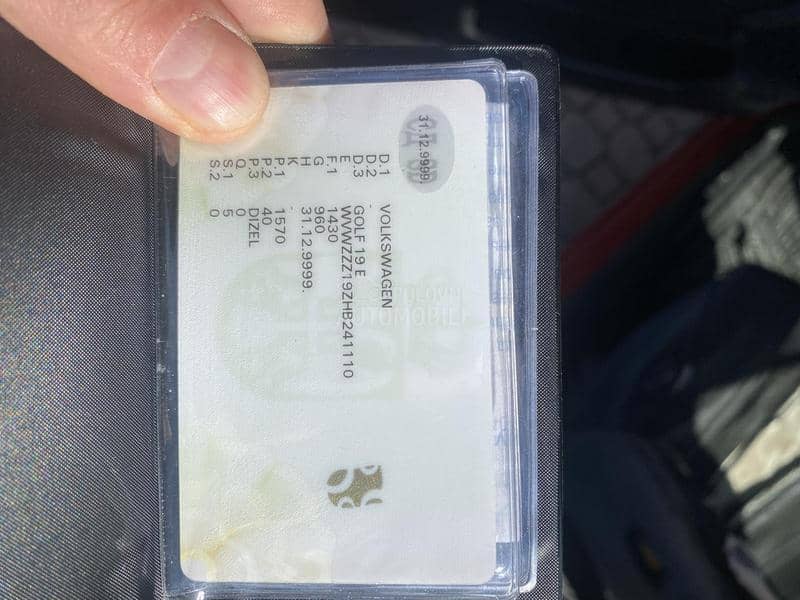 31.12.9999.
D.1 VOLKSWAGEN
D.2 -
D.3 GOLF 19 E
E WVWZZZ19ZHB241110
F.1 1430
G 960
H 31.12.9999.
K -
P.1 1570
P.2 40
P.3 DIZEL
Q 0
S.1 5
S.2 0